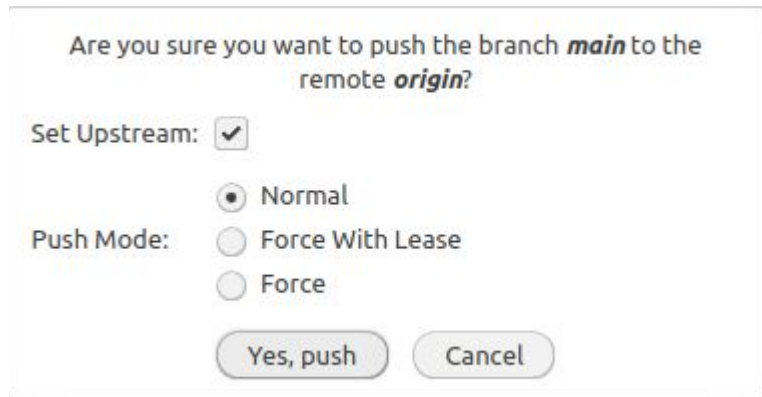 Are you sure you want to push the branch main to the
remote origin?
Set Upstream:
Normal
Push Mode:
Force With Lease
Force
Yes, push
Cancel